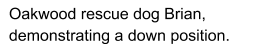 Oakwood rescue dog Brian,
demonstrating a down position.